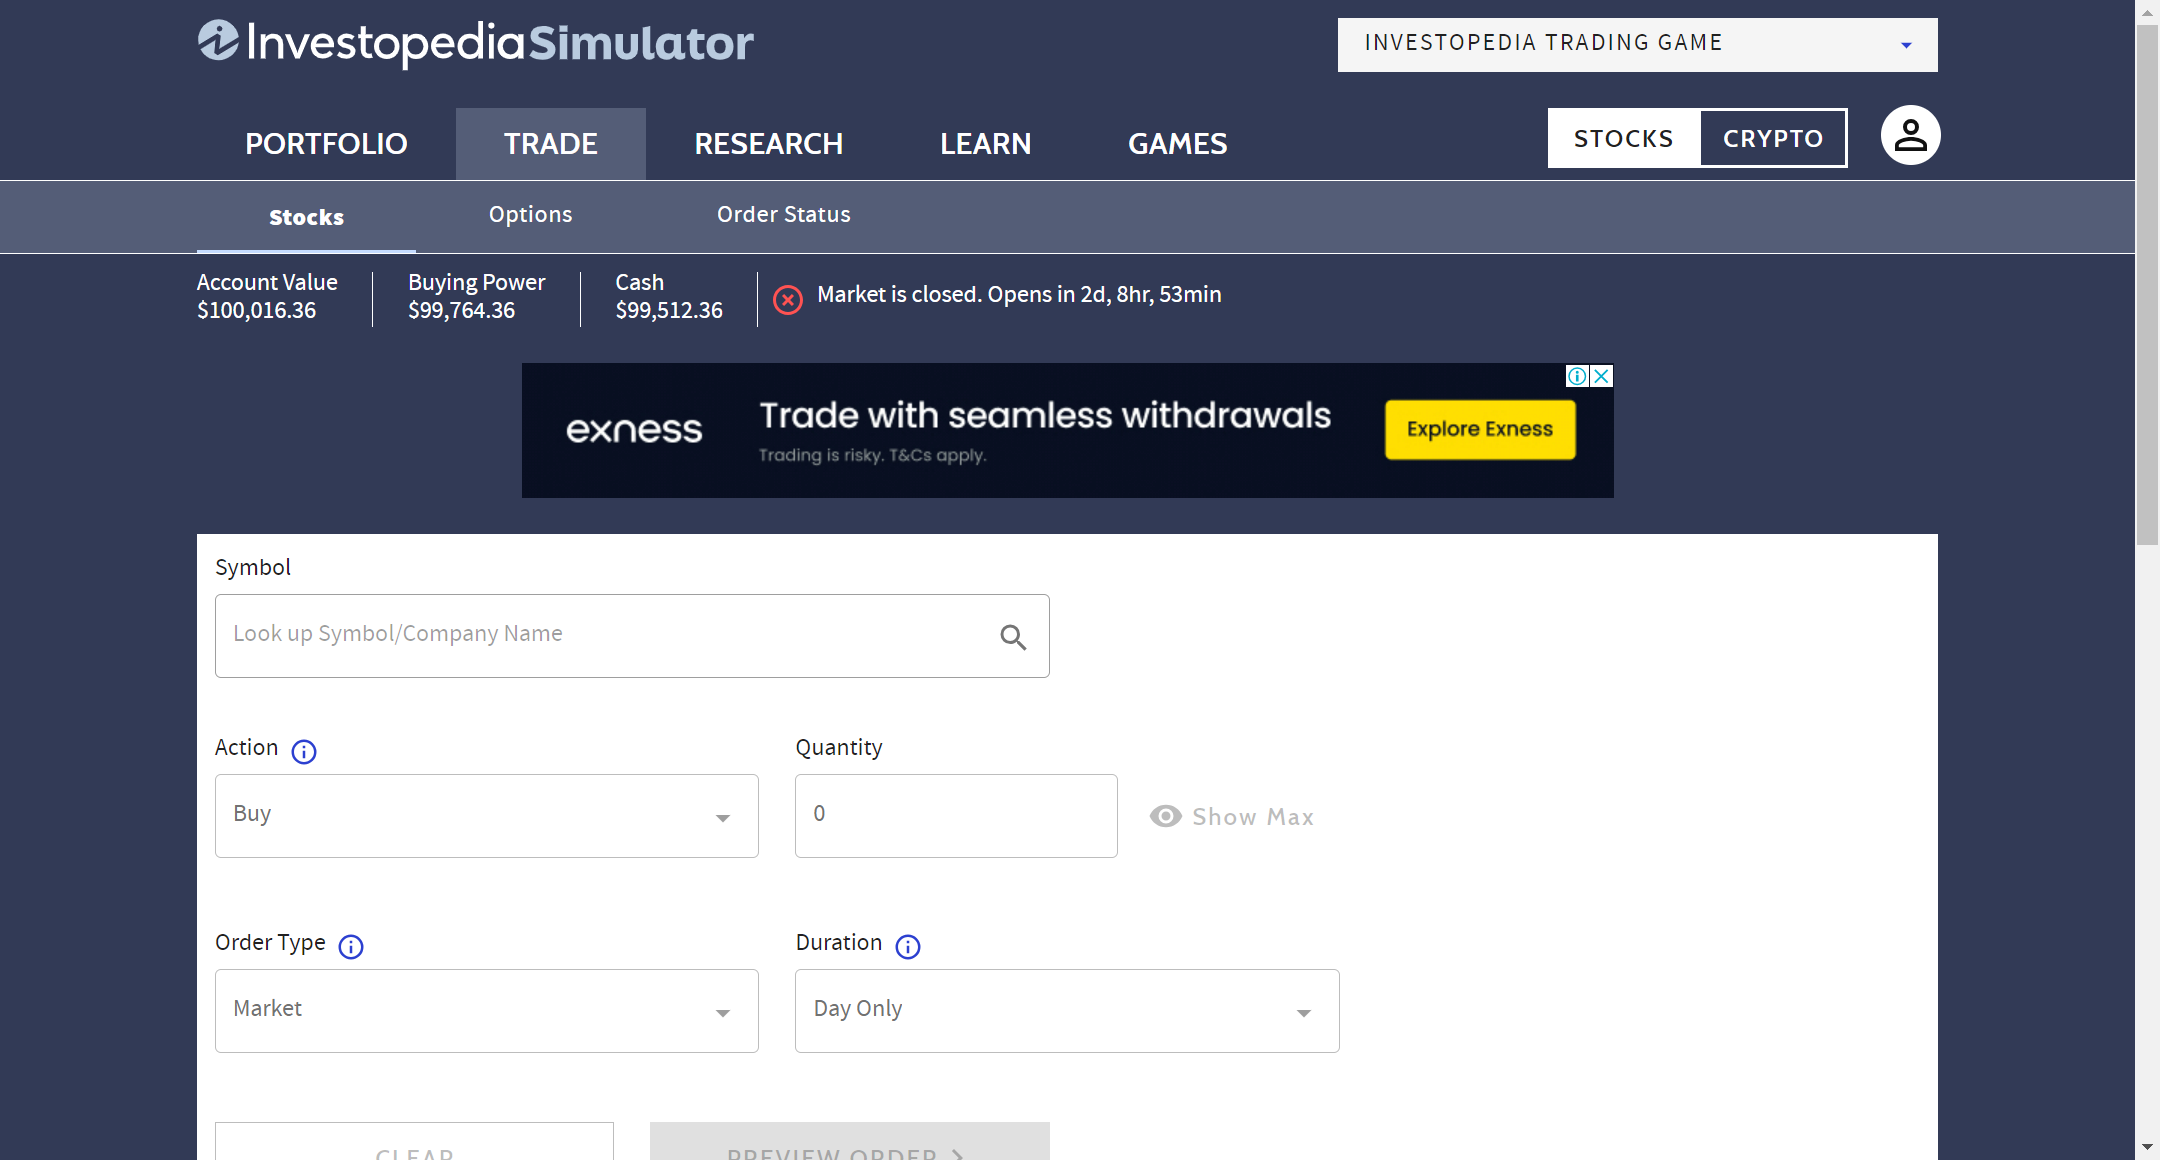 InvestopediaSimulator
INVESTOPEDIA TRADING GAME
PORTFOLIO
TRADE
RESEARCH
LEARN
GAMES
STOCKS
CRYPTO
Stocks
Options
Order Status
Account Value
$100,016.36
Buying Power
$99,764.36
Cash
$99,512.36
Market is closed. Opens in 2d, 8hr, 53min
exness
Trade with seamless withdrawals
Trading is risky. T&Cs apply.
Explore Exness
Symbol
Look up Symbol/Company Name
Action
Buy
Quantity
0
Show Max
Order Type
Market
Duration
Day Only
CLEAR
PREVIEW ORDER